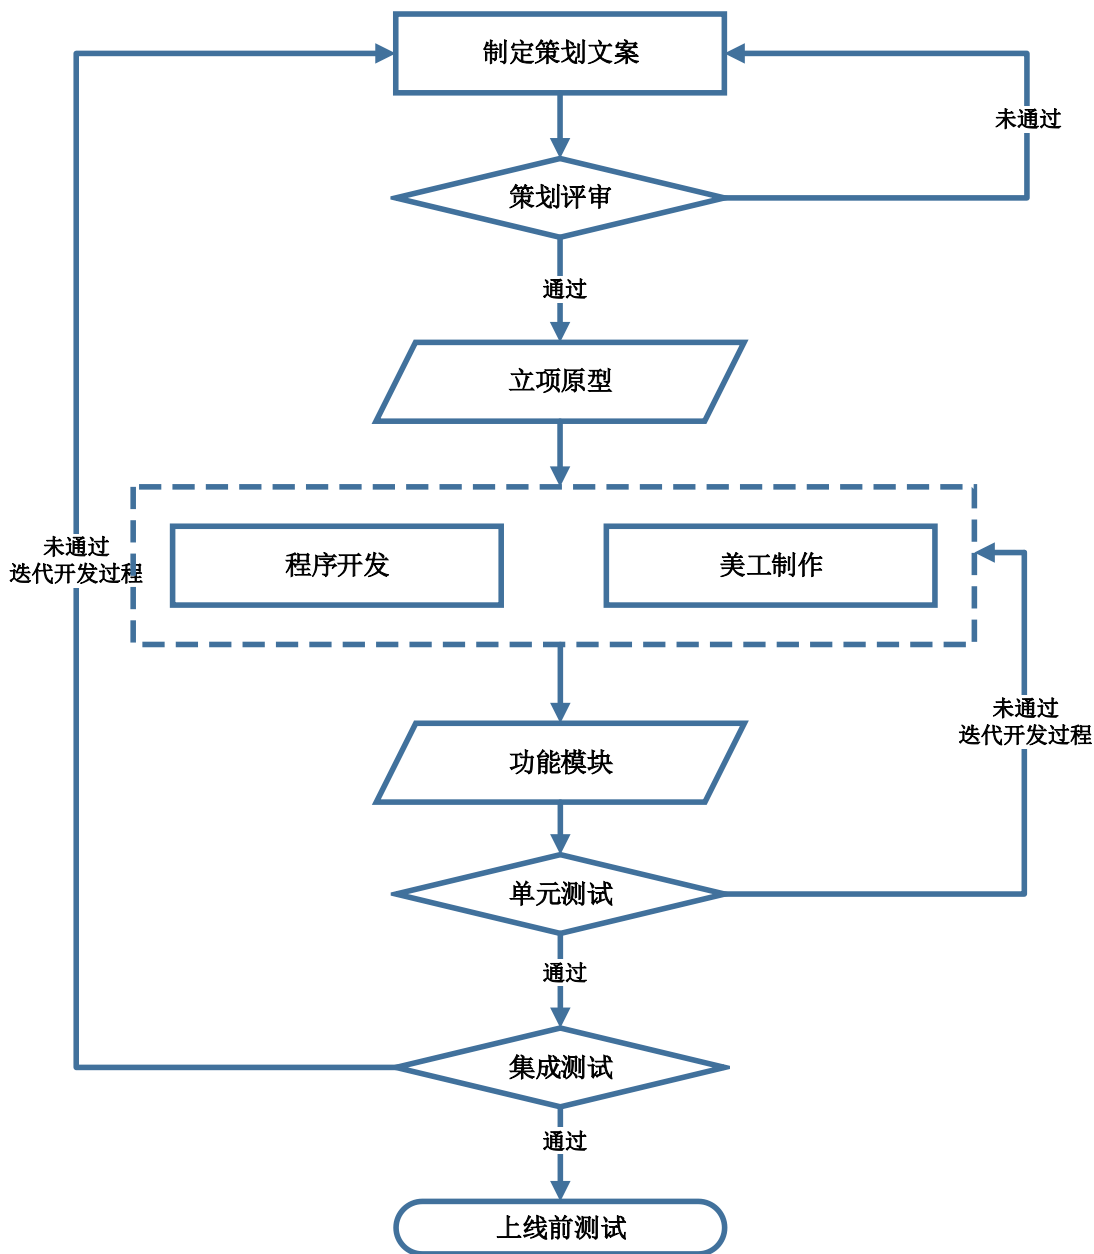 制定策划文案
未通过
策划评审
通过
立项原型
未通过
迭代开发过程
程序开发
美工制作
未通过
迭代开发过程
功能模块
单元测试
通过
集成测试
通过
上线前测试